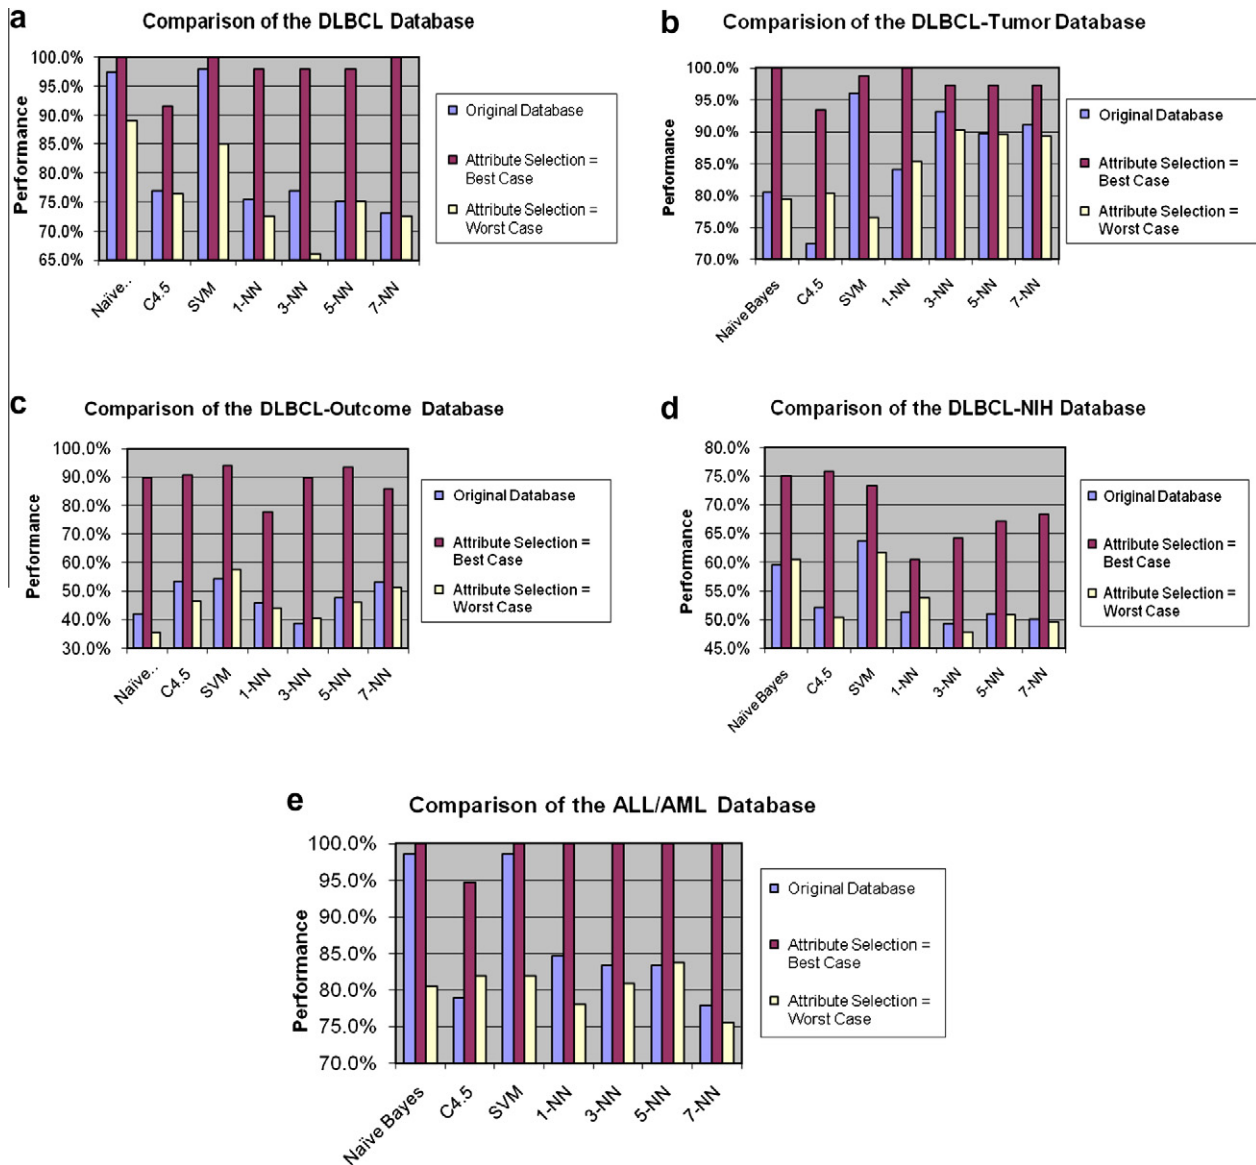 a
Comparison of the DLBCL Database
100.0%
95.0%
90.0%
85.0%
80.0%
75.0%
70.0%
65.0%
Performance
Naïve..
C4.5
SVM
1-NN
3-NN
5-NN
7-NN
Original Database
Attribute Selection =
Best Case
Attribute Selection =
Worst Case
b
Comparision of the DLBCL-Tumor Database
100.0%
95.0%
90.0%
85.0%
80.0%
75.0%
70.0%
Performance
Naïve Bayes
C4.5
SVM
1-NN
3-NN
5-NN
7-NN
Original Database
Attribute Selection =
Best Case
Attribute Selection =
Worst Case
c
Comparison of the DLBCL-Outcome Database
100.0%
90.0%
80.0%
70.0%
60.0%
50.0%
40.0%
30.0%
Performance
Naïve..
C4.5
SVM
1-NN
3-NN
5-NN
7-NN
Original Database
Attribute Selection =
Best Case
Attribute Selection =
Worst Case
d
Comparison of the DLBCL-NIH Database
80.0%
75.0%
70.0%
65.0%
60.0%
55.0%
50.0%
45.0%
Performance
Naïve Bayes
C4.5
SVM
1-NN
3-NN
5-NN
7-NN
Original Database
Attribute Selection =
Best Case
Attribute Selection =
Worst Case
e
Comparison of the ALL/AML Database
100.0%
95.0%
90.0%
85.0%
80.0%
75.0%
70.0%
Performance
Naïve Bayes
C4.5
SVM
1-NN
3-NN
5-NN
7-NN
Original Database
Attribute Selection =
Best Case
Attribute Selection =
Worst Case